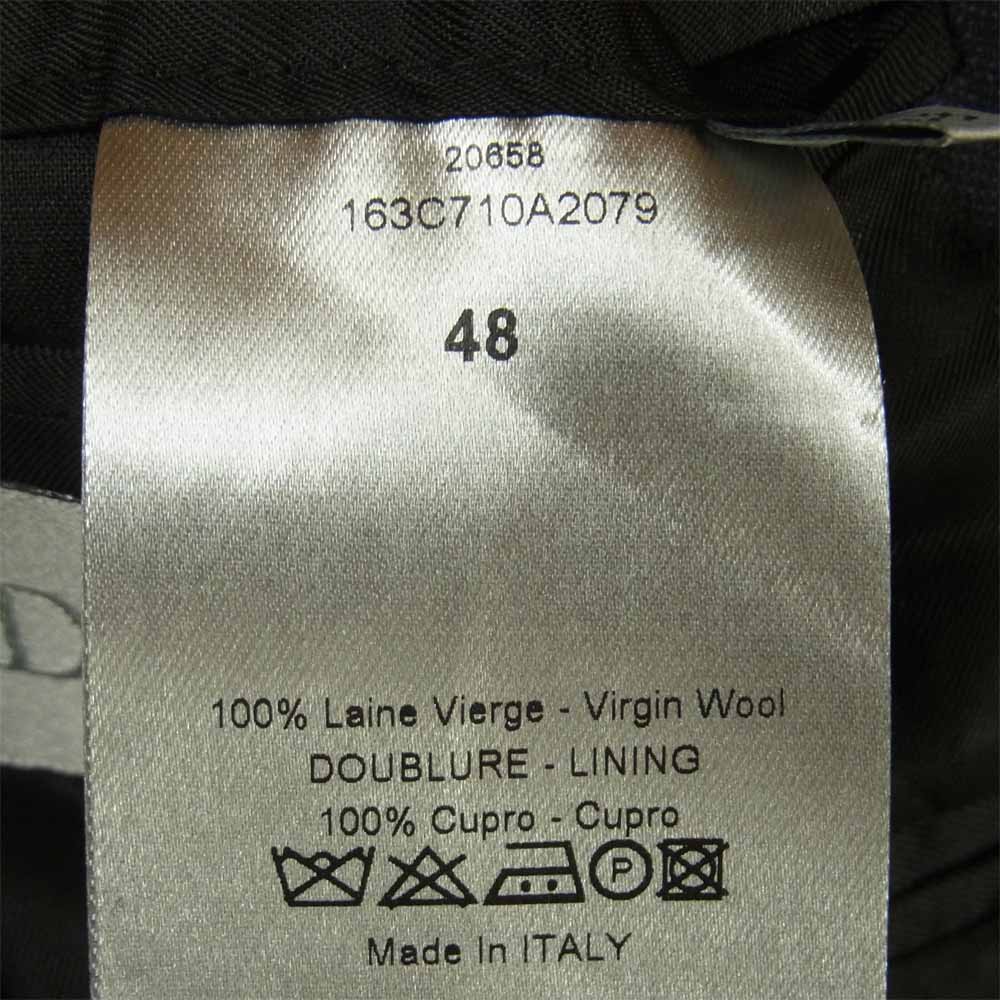 20658
163C710A2079
48
100% Laine Vierge - Virgin Wool
DOUBLURE - LINING
100% Cupro - Cupro
P
Made In ITALY
D